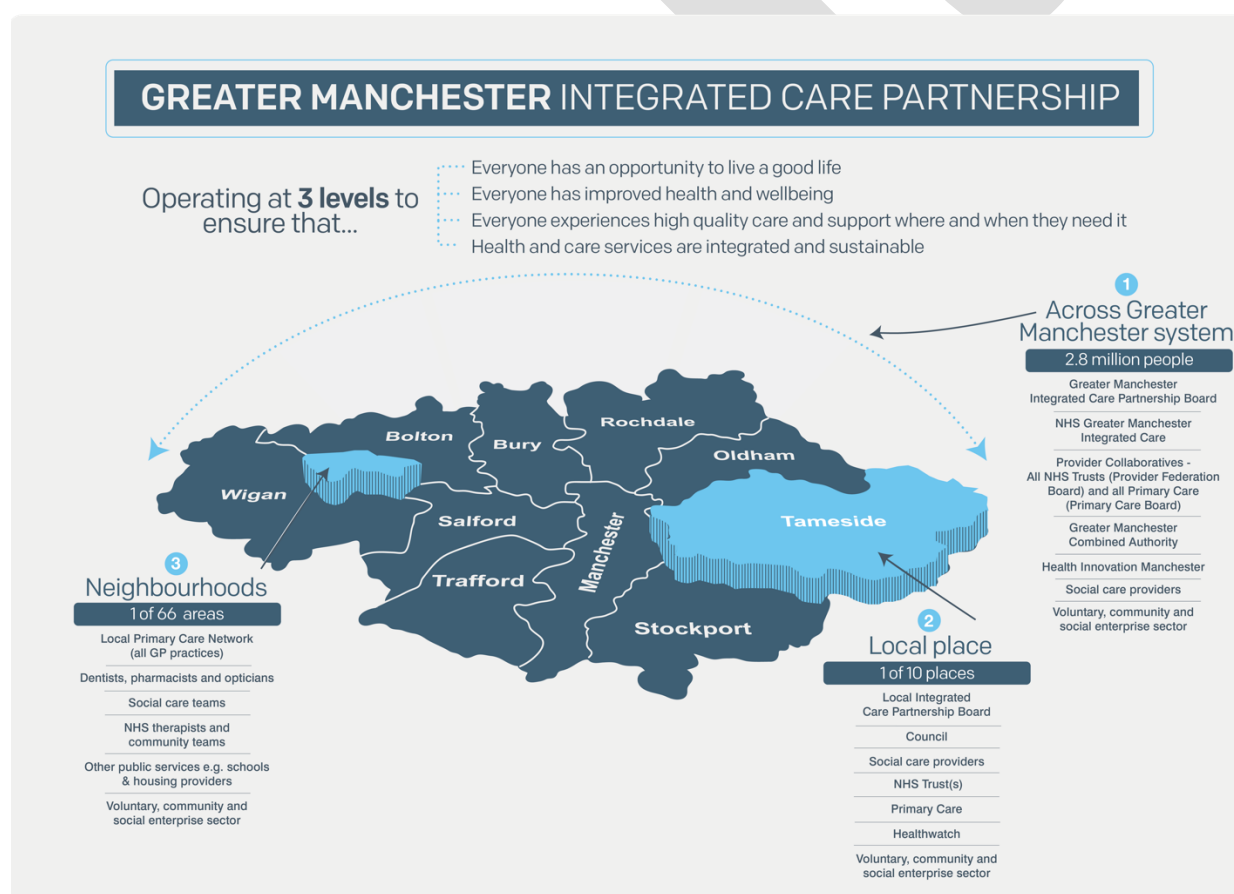 GREATER MANCHESTER INTEGRATED CARE PARTNERSHIP
Operating at 3 levels to
ensure that...
Everyone has an opportunity to live a good life
Everyone has improved health and wellbeing
Everyone experiences high quality care and support where and when they need it
Health and care services are integrated and sustainable
1
Across Greater
Manchester system
2.8 million people
Greater Manchester
Integrated Care Partnership Board
NHS Greater Manchester
Integrated Care
Provider Collaboratives -
All NHS Trusts (Provider Federation
Board) and all Primary Care
(Primary Care Board)
Greater Manchester
Combined Authority
Health Innovation Manchester
Social care providers
Voluntary, community and
social enterprise sector
Wigan
Bolton
Bury
Rochdale
Oldham
Salford
Trafford
Manchester
Tameside
Stockport
2
Local place
1 of 10 places
Local Integrated
Care Partnership Board
Council
Social care providers
NHS Trust(s)
Primary Care
Healthwatch
Voluntary, community and
social enterprise sector
3
Neighbourhoods
1 of 66 areas
Local Primary Care Network
(all GP practices)
Dentists, pharmacists and opticians
Social care teams
NHS therapists and
community teams
Other public services e.g. schools
& housing providers
Voluntary, community and
social enterprise sector